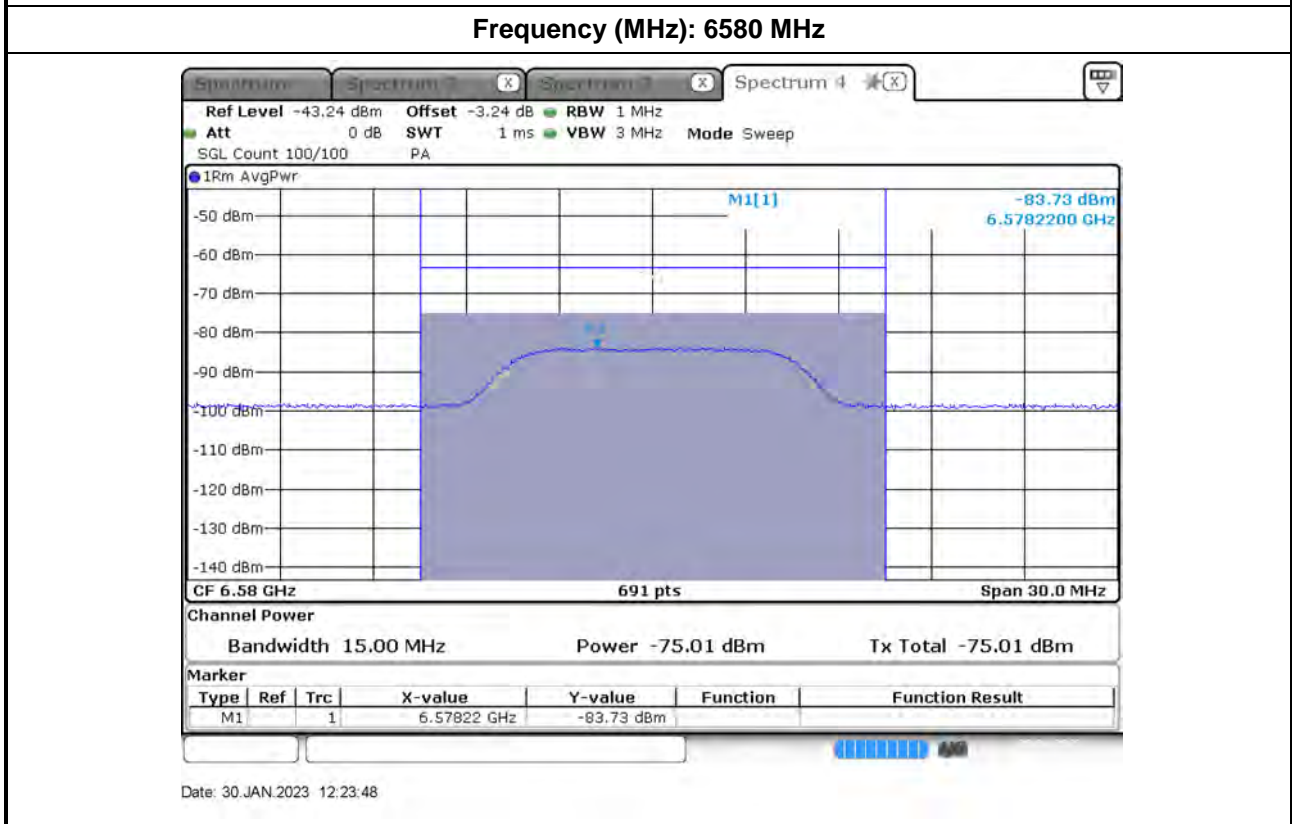 Frequency (MHz): 6580 MHz
Spectrum 4
Ref Level -43.24 dBm Offset -3.24 dB RBW 1 MHz
Att 0 dB SWT 1 ms VBW 3 MHz Mode Sweep
SGL Count 100/100 PA
1Rm AvgPwr
M1[1] -83.73 dBm
6.5782200 GHz
-50 dBm
-60 dBm
-70 dBm
-80 dBm
-90 dBm
-100 dBm
-110 dBm
-120 dBm
-130 dBm
-140 dBm
CF 6.58 GHz 691 pts Span 30.0 MHz
Channel Power
Bandwidth 15.00 MHz Power -75.01 dBm Tx Total -75.01 dBm
Marker
Type Ref Trc X-value Y-value Function Function Result
M1 1 6.57822 GHz -83.73 dBm
Date: 30.JAN.2023 12:23:48